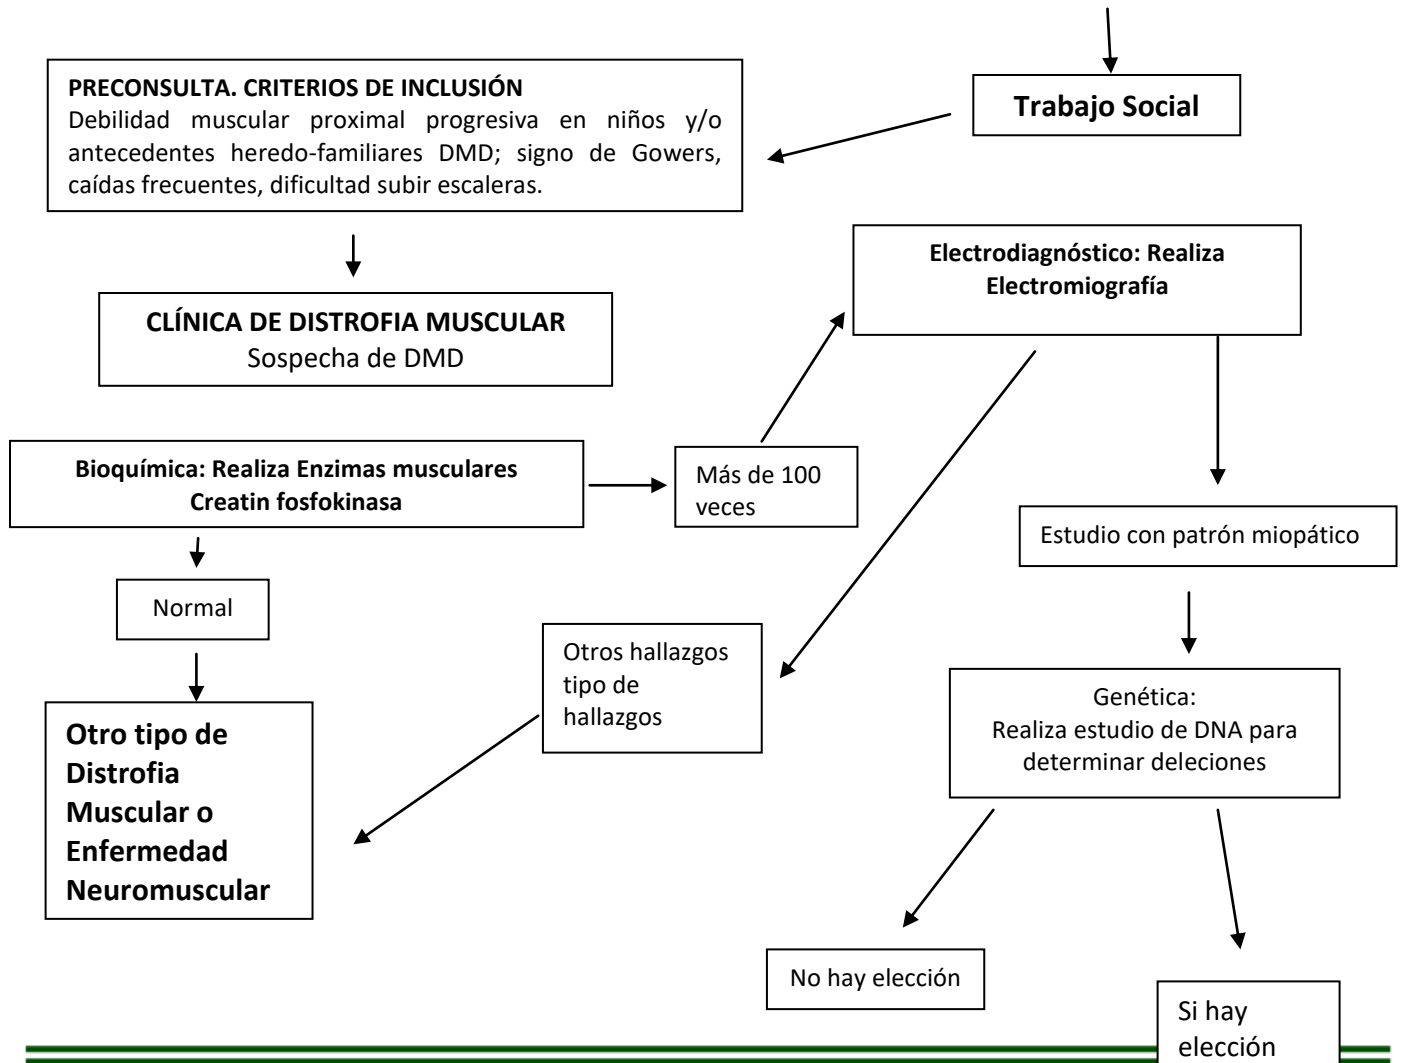 Trabajo Social
PRECONSULTA. CRITERIOS DE INCLUSIÓN
Debilidad muscular proximal progresiva en niños y/o
antecedentes heredo-familiares DMD; signo de Gowers,
caídas frecuentes, dificultad subir escaleras.
CLÍNICA DE DISTROFIA MUSCULAR
Sospecha de DMD
Bioquímica: Realiza Enzimas musculares
Creatin fosfokinasa
Más de 100
veces
Electrodiagnóstico: Realiza
Electromiografía
Normal
Otro tipo de
Distrofia
Muscular o
Enfermedad
Neuromuscular
Otros hallazgos
tipo de
hallazgos
Estudio con patrón miopático
Genética:
Realiza estudio de DNA para
determinar deleciones
No hay elección
Si hay
elección